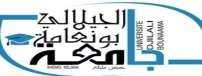 الجيلالي
بونعامة
جامعة
UNIVERSITE
DJILALI
BOUNAAMA
خميس مليانة
KHEMIS MILIANA